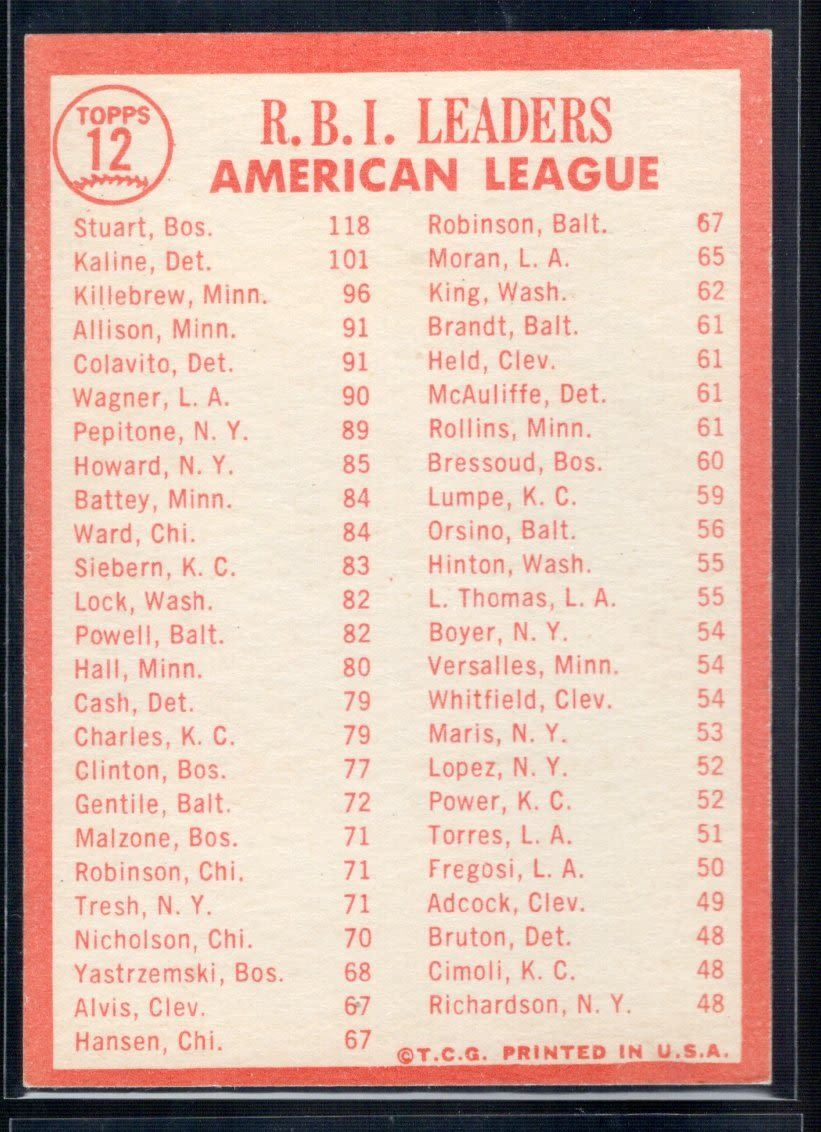 TOPPS
12
R.B.I. LEADERS
AMERICAN LEAGUE
Stuart, Bos. 118
Kaline, Det. 101
Killebrew, Minn. 96
Allison, Minn. 91
Colavito, Det. 91
Wagner, L. A. 90
Pepitone, N. Y. 89
Howard, N. Y. 85
Battey, Minn. 84
Ward, Chi. 84
Siebern, K. C. 83
Lock, Wash. 82
Powell, Balt. 82
Hall, Minn. 80
Cash, Det. 79
Charles, K. C. 79
Clinton, Bos. 77
Gentile, Balt. 72
Malzone, Bos. 71
Robinson, Chi. 71
Tresh, N. Y. 71
Nicholson, Chi. 70
Yastrzemski, Bos. 68
Alvis, Clev. 67
Hansen, Chi. 67
Robinson, Balt. 67
Moran, L. A. 65
King, Wash. 62
Brandt, Balt. 61
Held, Clev. 61
McAuliffe, Det. 61
Rollins, Minn. 61
Bressoud, Bos. 60
Lumpe, K. C. 59
Orsino, Balt. 56
Hinton, Wash. 55
L. Thomas, L. A. 55
Boyer, N. Y. 54
Versalles, Minn. 54
Whitfield, Clev. 54
Maris, N. Y. 53
Lopez, N. Y. 52
Power, K. C. 52
Torres, L. A. 51
Fregosi, L. A. 50
Adcock, Clev. 49
Bruton, Det. 48
Cimoli, K. C. 48
Richardson, N. Y. 48
©T.C.G. PRINTED IN U.S.A.